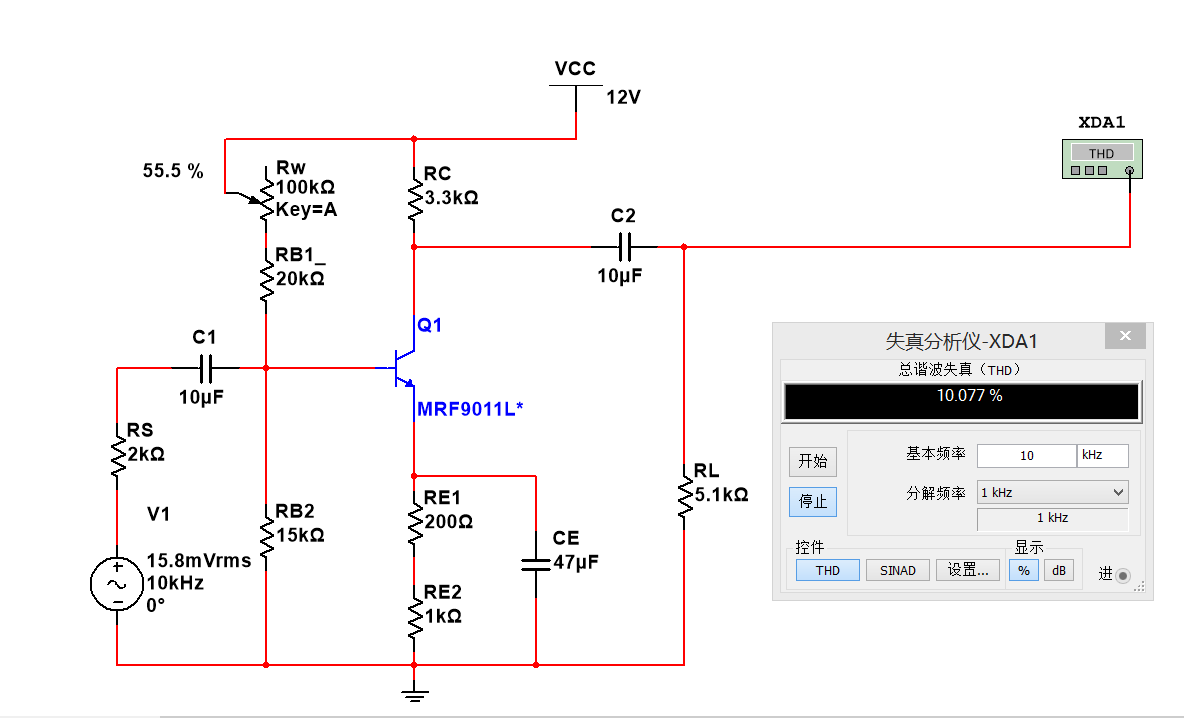 VCC
12V
XDA1
THD
55.5 %
Rw
100kΩ
Key=A
RC
3.3kΩ
C2
10µF
RB1_
20kΩ
Q1
C1
10µF
MRF9011L*
RS
2kΩ
V1
15.8mVrms
10kHz
0°
RB2
15kΩ
RE1
200Ω
CE
47µF
RE2
1kΩ
RL
5.1kΩ
失真分析仪-XDA1
总谐波失真（THD）
10.077 %
开始
停止
基本频率
10
kHz
分解频率
1 kHz
1 kHz
控件
显示
THD
SINAD
设置...
%
dB
进